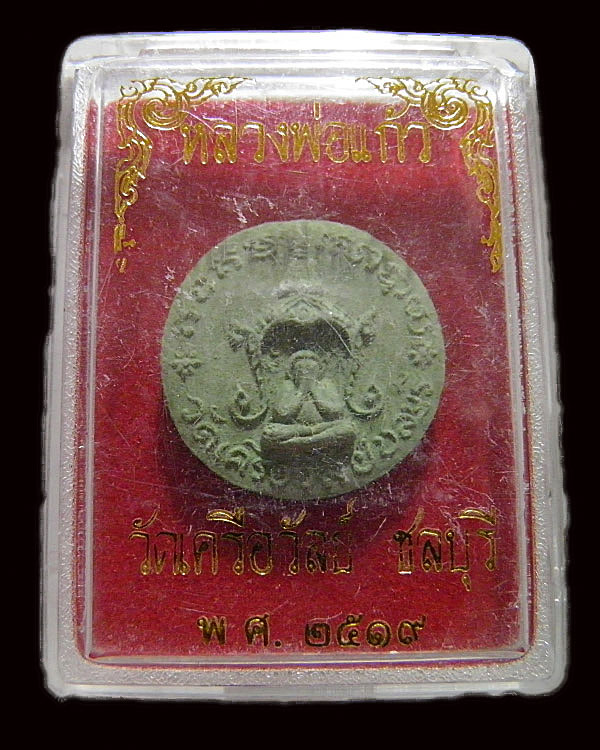 หลวงพ่อแก้ว
วัดเครือวัลย์ ชลบุรี
พ ศ. ๒๕๑๙